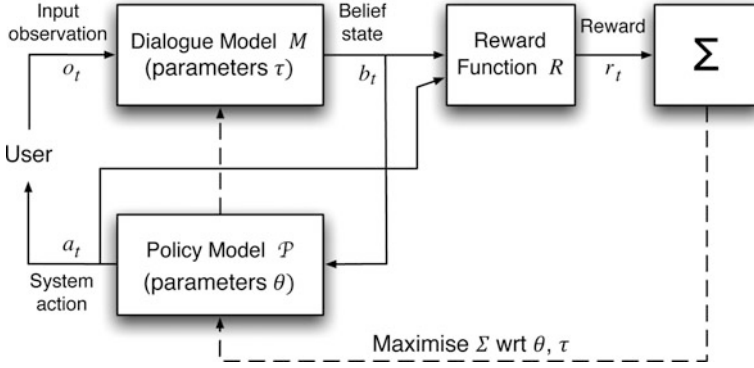 Input
observation
o_t
Dialogue Model M
(parameters τ)
Belief
state
b_t
Reward
Function R
Reward
r_t
Σ
User
a_t
System
action
Policy Model 𝒫
(parameters θ)
Maximise Σ wrt θ, τ